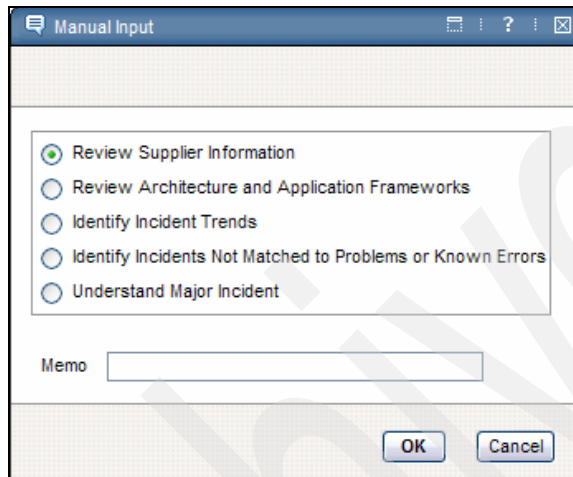 Manual Input
?
Review Supplier Information
Review Architecture and Application Frameworks
Identify Incident Trends
Identify Incidents Not Matched to Problems or Known Errors
Understand Major Incident
Memo
OK
Cancel